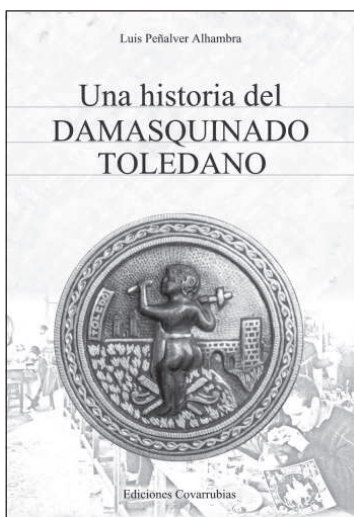 Luis Peñalver Alhambra
Una historia del
DAMASQUINADO
TOLEDANO
TOLEDO
Ediciones Covarrubias